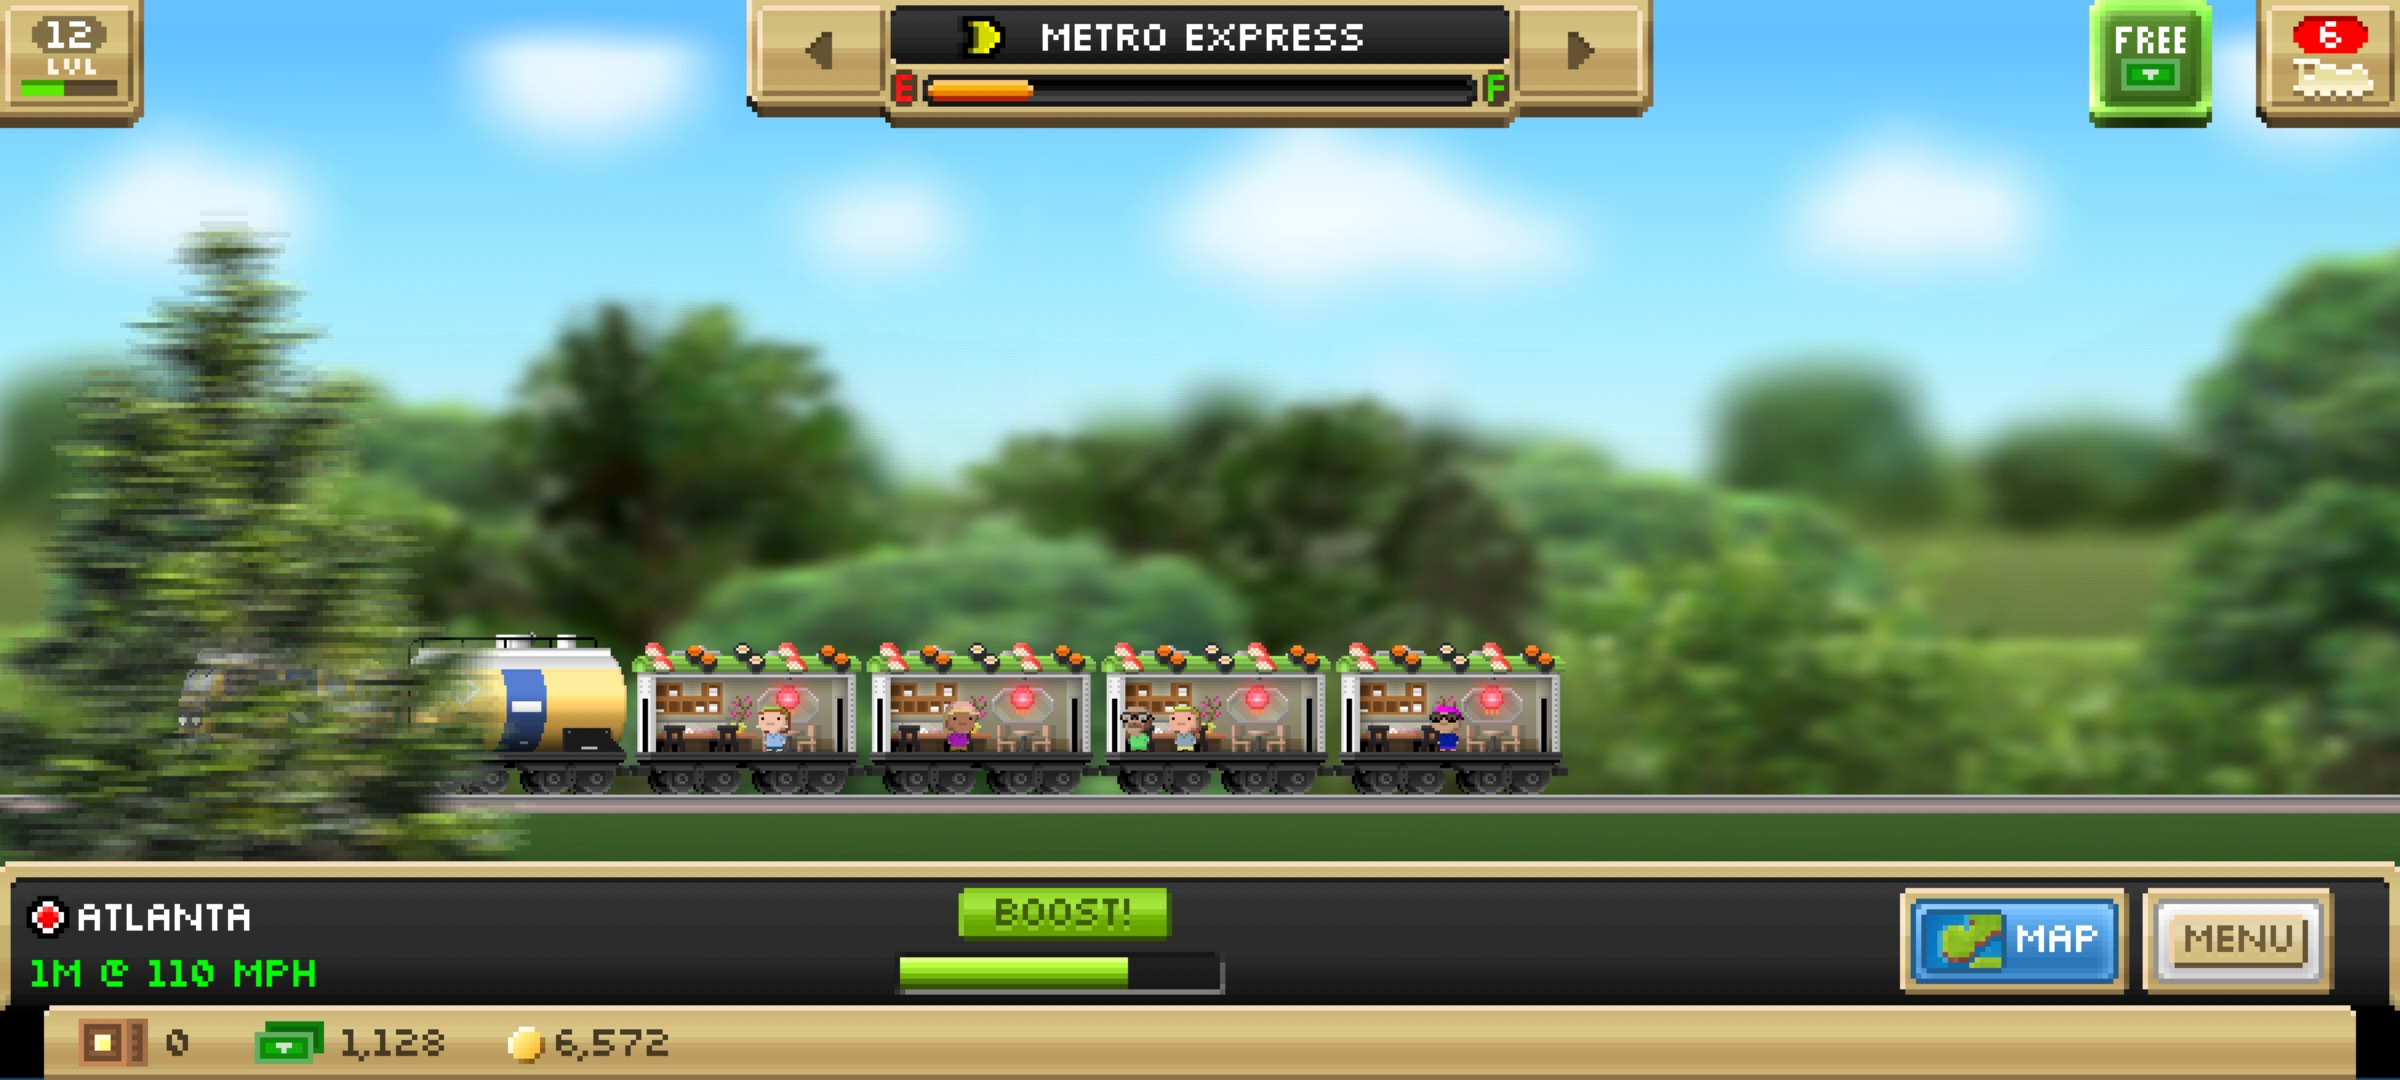 12
LVL
METRO EXPRESS
E
F
FREE
6
ATLANTA
1M @ 110 MPH
BOOST!
MAP
MENU
0
1,128
6,572